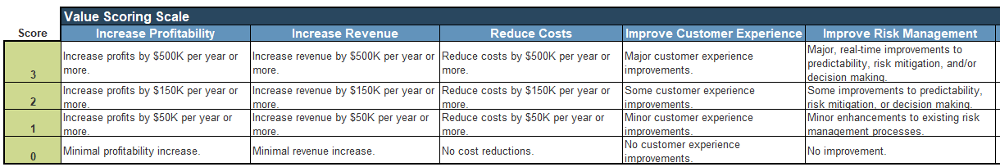 Value Scoring Scale
Score Increase Profitability Increase Revenue Reduce Costs Improve Customer Experience Improve Risk Management
3
Increase profits by $500K per year or
more.
Increase revenue by $500K per year or
more.
Reduce costs by $500K per year or
more.
Major customer experience
improvements.
Major, real-time improvements to
predictability, risk mitigation, and/or
decision making.
2
Increase profits by $150K per year or
more.
Increase revenue by $150K per year or
more.
Reduce costs by $150K per year or
more.
Some customer experience
improvements.
Some improvements to predictability,
risk mitigation, or decision making.
1
Increase profits by $50K per year or
more.
Increase revenue by $50K per year or
more.
Reduce costs by $50K per year or
more.
Minor customer experience
improvements.
Minor enhancements to existing risk
management processes.
0
Minimal profitability increase.
Minimal revenue increase.
No cost reductions.
No customer experience
improvements.
No improvement.